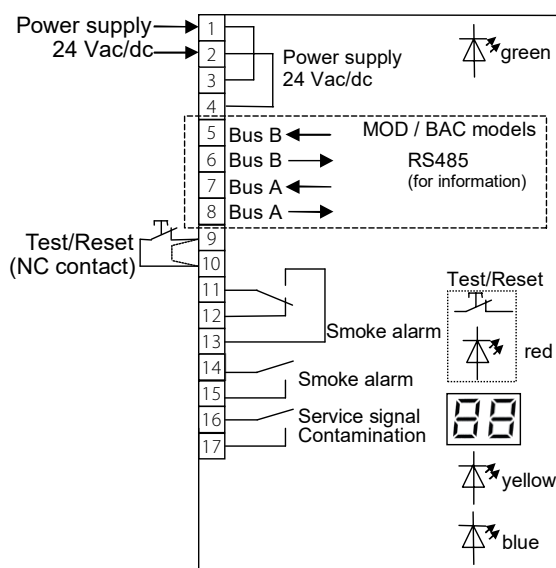 Power supply
24 Vac/dc
1
2
3
4
5
6
7
8
9
10
11
12
13
14
15
16
17
Power supply
24 Vac/dc
green
Bus B
Bus B
Bus A
Bus A
MOD / BAC models
RS485
(for information)
Test/Reset
(NC contact)
Smoke alarm
Smoke alarm
Service signal
Contamination
Test/Reset
red
88
yellow
blue